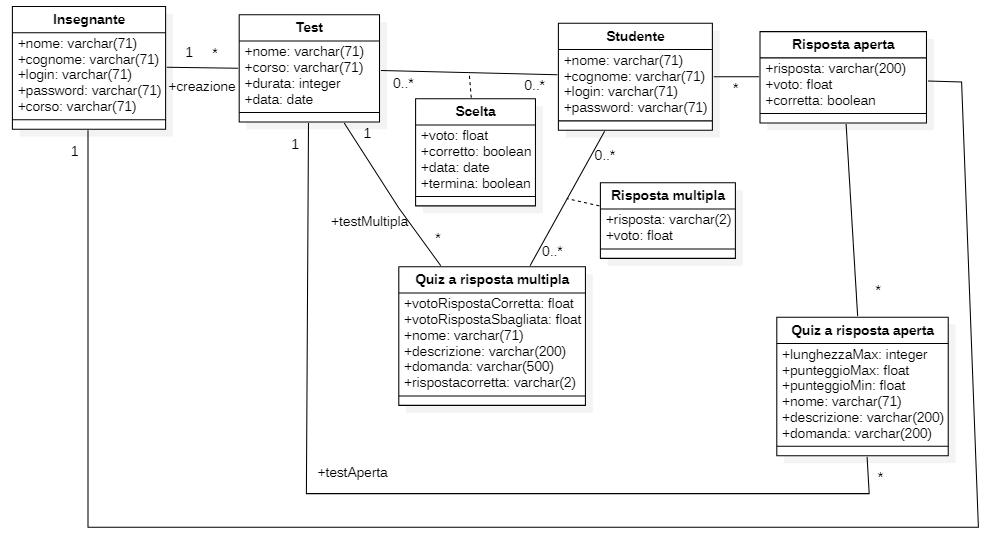 Insegnante
+nome: varchar(71)
+cognome: varchar(71)
+login: varchar(71)
+password: varchar(71)
+corso: varchar(71)
1
*
+creazione
Test
+nome: varchar(71)
+corso: varchar(71)
+durata: integer
+data: date
0..*
0..*
Scelta
+voto: float
+corretto: boolean
+data: date
+termina: boolean
Studente
+nome: varchar(71)
+cognome: varchar(71)
+login: varchar(71)
+password: varchar(71)
*
Risposta aperta
+risposta: varchar(200)
+voto: float
+corretta: boolean
1
1
1
0..*
Risposta multipla
+risposta: varchar(2)
+voto: float
+testMultipla
*
0..*
Quiz a risposta multipla
+votoRispostaCorretta: float
+votoRispostaSbagliata: float
+nome: varchar(71)
+descrizione: varchar(200)
+domanda: varchar(500)
+rispostacorretta: varchar(2)
*
Quiz a risposta aperta
+lunghezzaMax: integer
+punteggioMax: float
+punteggioMin: float
+nome: varchar(71)
+descrizione: varchar(200)
+domanda: varchar(200)
+testAperta
*